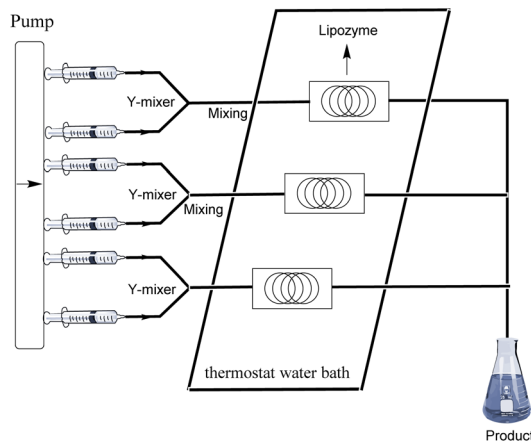 Pump
Lipozyme
Y-mixer
Mixing
Y-mixer
Mixing
Y-mixer
thermostat water bath
Product